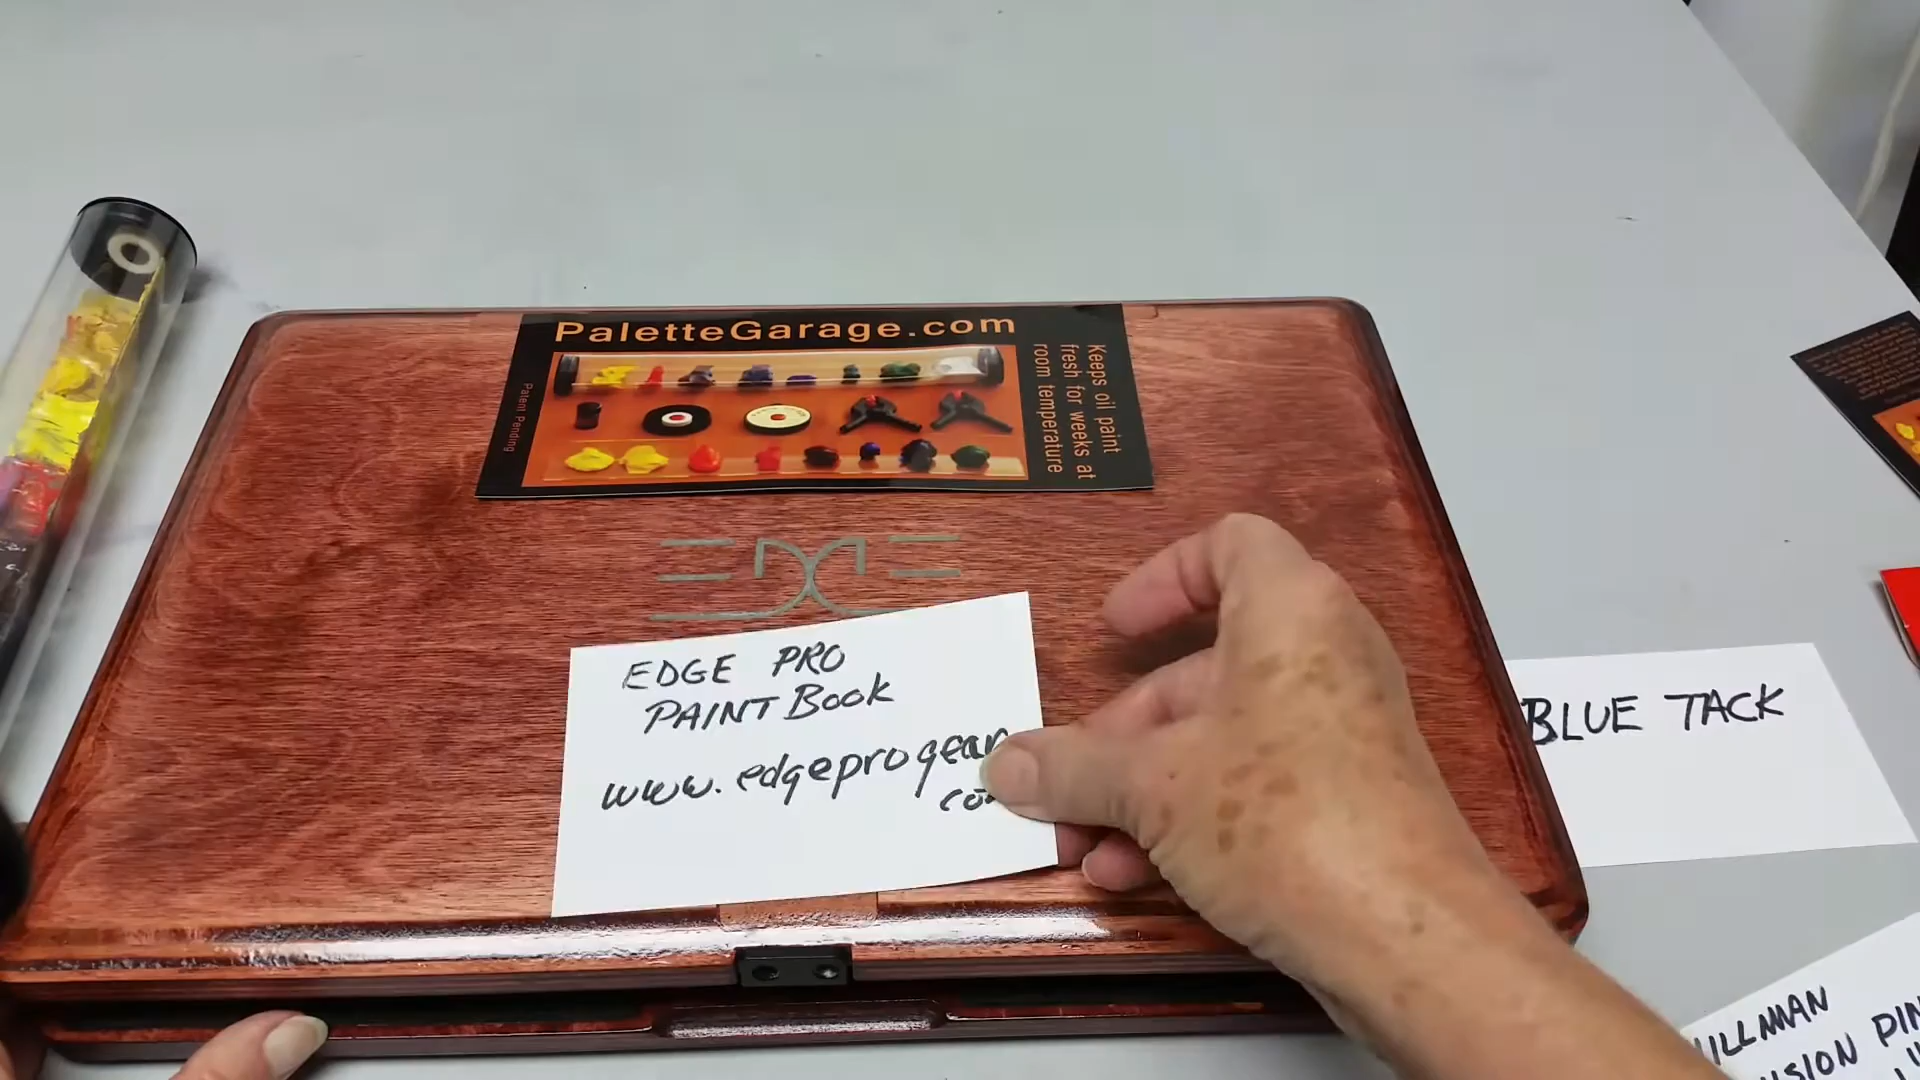 PaletteGarage.com
Keeps oil paint
fresh for weeks at
room temperature
Patent Pending
EDGE
EDGE PRO
PAINT Book
www.edgeprogear
BLUE TACK